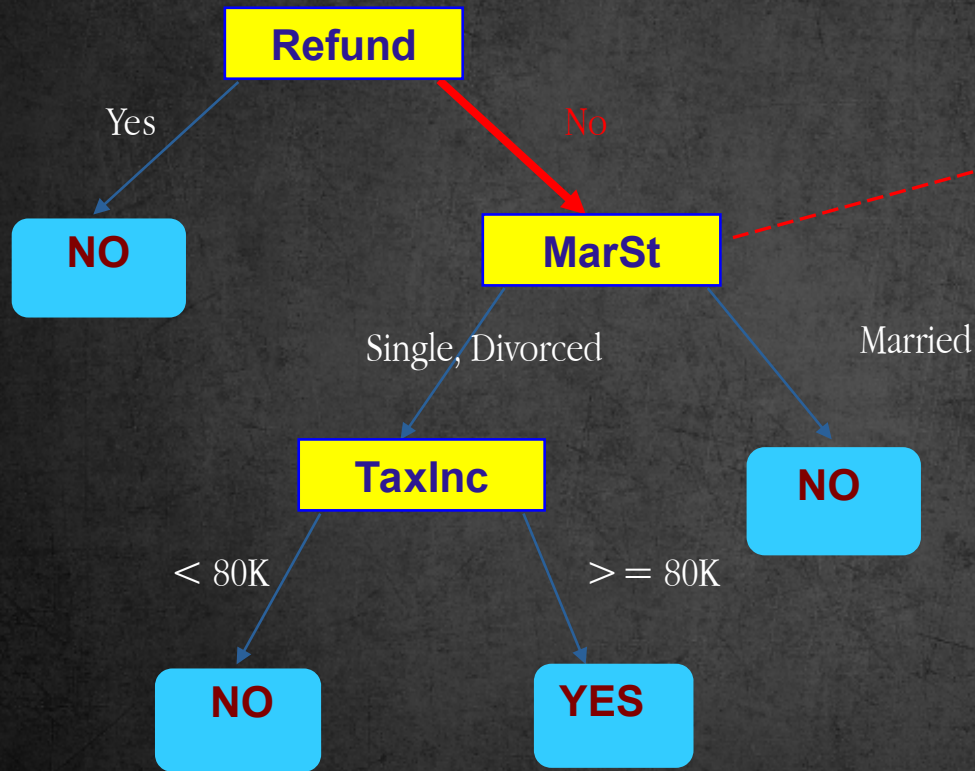 Refund
Yes
No
NO
MarSt
Single, Divorced
Married
TaxInc
NO
< 80K
> = 80K
NO
YES